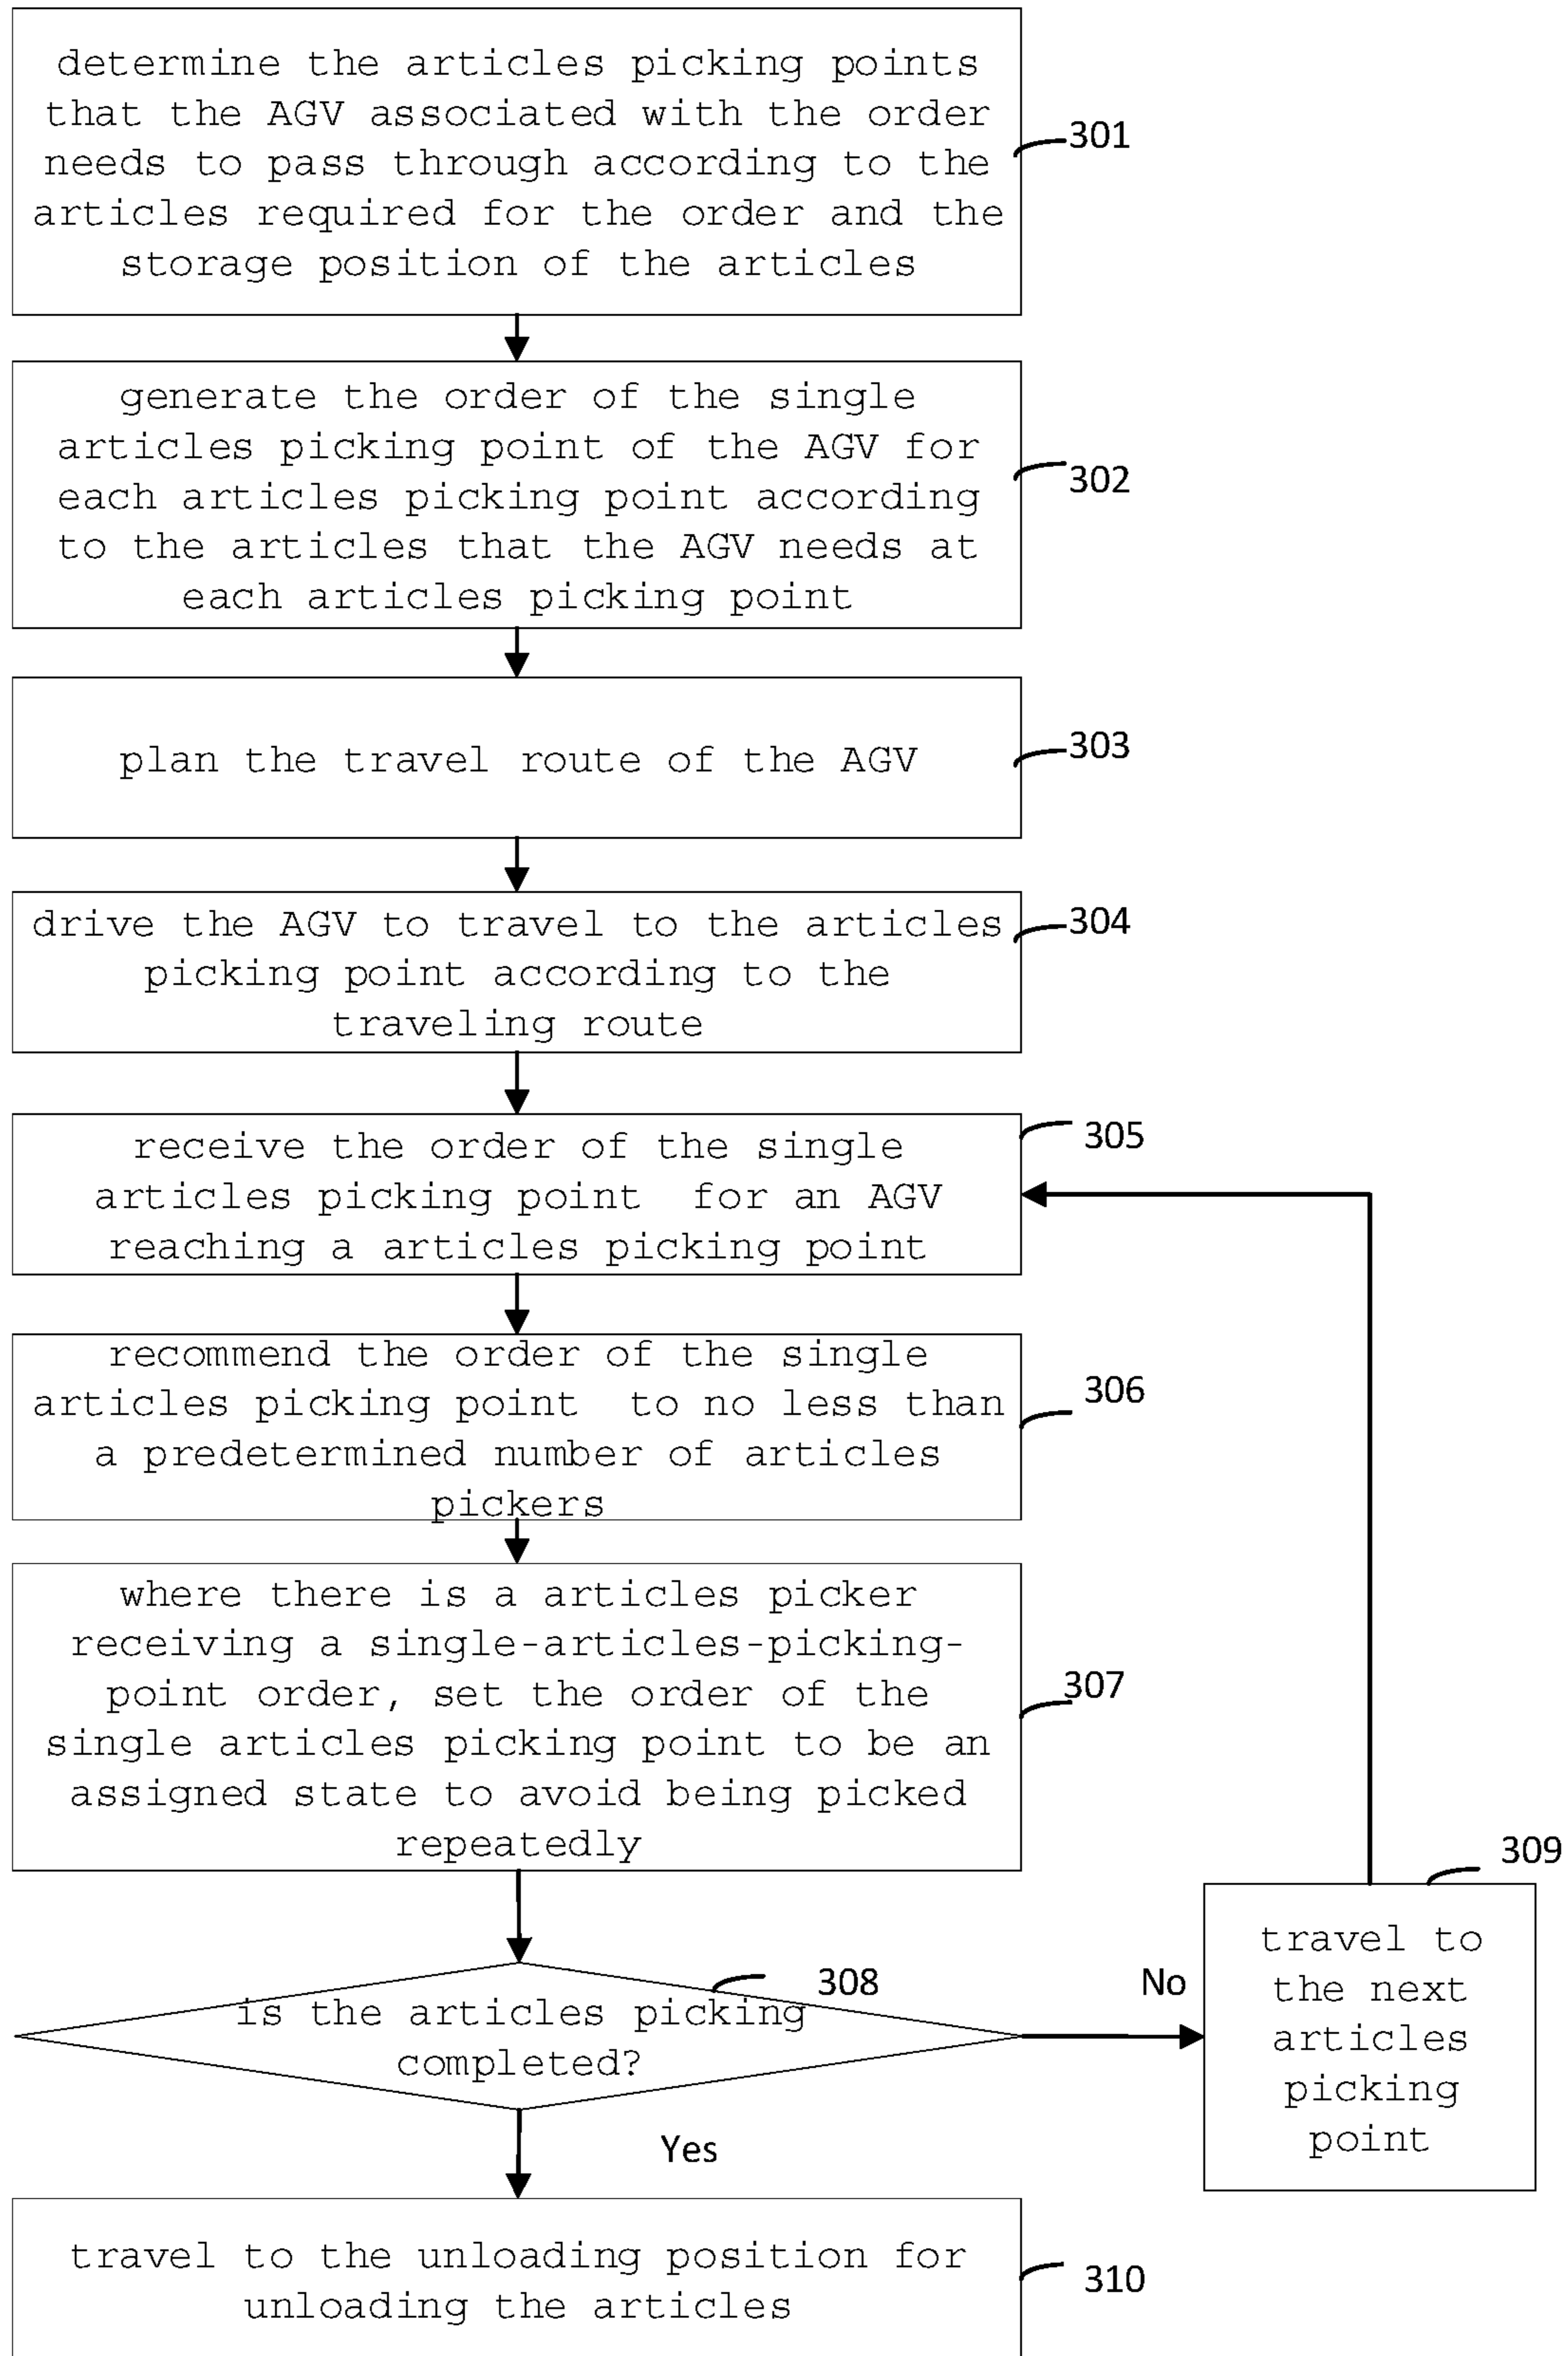 determine the articles picking points
that the AGV associated with the order
needs to pass through according to the
articles required for the order and the
storage position of the articles
301
generate the order of the single
articles picking point of the AGV for
each articles picking point according
to the articles that the AGV needs at
each articles picking point
302
plan the travel route of the AGV
303
drive the AGV to travel to the articles
picking point according to the
traveling route
304
receive the order of the single
articles picking point for an AGV
reaching a articles picking point
305
recommend the order of the single
articles picking point to no less than
a predetermined number of articles
pickers
306
where there is a articles picker
receiving a single-articles-picking-
point order, set the order of the
single articles picking point to be an
assigned state to avoid being picked
repeatedly
307
is the articles picking
completed?
308
No
travel to
the next
articles
picking
point
309
Yes
travel to the unloading position for
unloading the articles
310